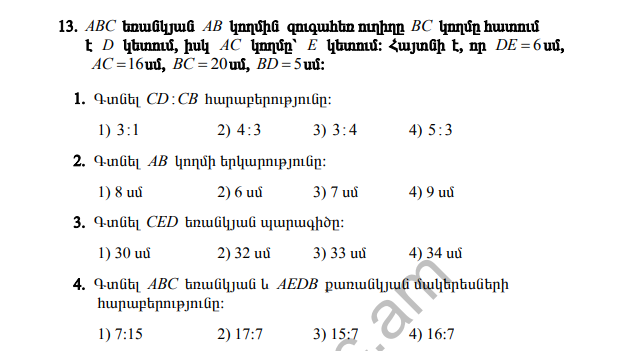 13. ABC եռանկյան AB կողմին զուգահեռ ուղիղը BC կողմը հատում
է D կետում, իսկ AC կողմը՝ E կետում: Հայտնի է, որ DE = 6 սմ,
AC = 16 սմ, BC = 20 սմ, BD = 5 սմ:
1. Գտնել CD : CB հարաբերությունը:
1) 3 : 1 2) 4 : 3 3) 3 : 4 4) 5 : 3
2. Գտնել AB կողմի երկարությունը:
1) 8 սմ 2) 6 սմ 3) 7 սմ 4) 9 սմ
3. Գտնել CED եռանկյան պարագիծը:
1) 30 սմ 2) 32 սմ 3) 33 սմ 4) 34 սմ
4. Գտնել ABC եռանկյան և AEDB քառանկյան մակերեսների
հարաբերությունը:
1) 7:15 2) 17:7 3) 15:7 4) 16:7